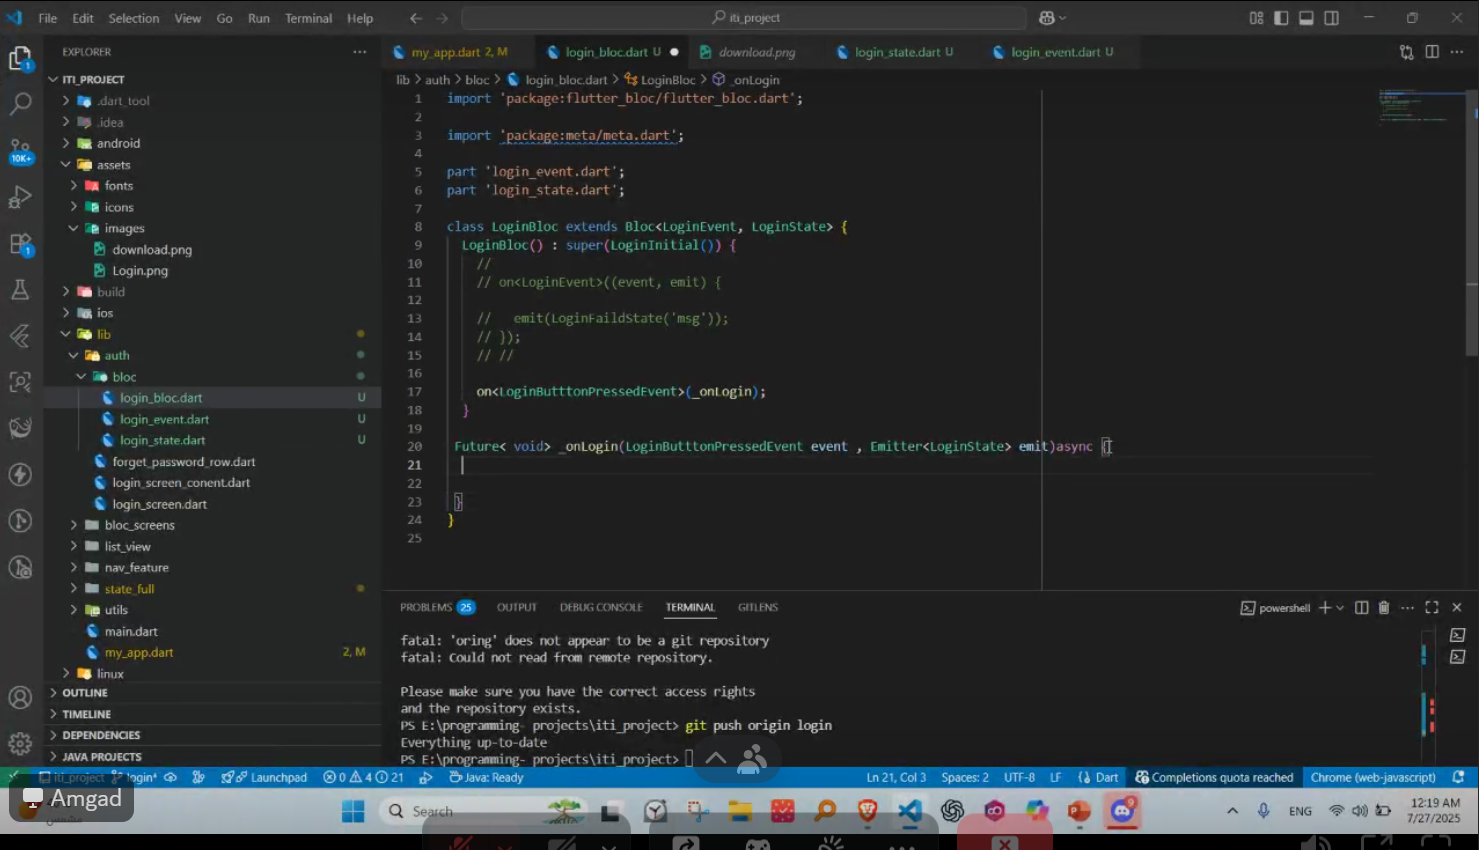 File Edit Selection View Go Run Terminal Help
iti_project
EXPLORER
my_app.dart 2, M
login_bloc.dart U
download.png
login_state.dart U
login_event.dart U
lib > auth > bloc > login_bloc.dart > LoginBloc > _onLogin
ITI_PROJECT
.dart_tool
.idea
android
assets
fonts
icons
images
download.png
Login.png
build
ios
lib
auth
bloc
login_bloc.dart U
login_event.dart U
login_state.dart U
forget_password_row.dart
login_screen_conent.dart
login_screen.dart
bloc_screens
list_view
nav_feature
state_full
utils
main.dart
my_app.dart 2, M
linux
OUTLINE
TIMELINE
DEPENDENCIES
JAVA PROJECTS
10K+
1
1
1 import 'package:flutter_bloc/flutter_bloc.dart';
2
3 import 'package:meta/meta.dart';
4
5 part 'login_event.dart';
6 part 'login_state.dart';
7
8 class LoginBloc extends Bloc<LoginEvent, LoginState> {
9 LoginBloc() : super(LoginInitial()) {
10 //
11 // on<LoginEvent>((event, emit) {
12
13 // emit(LoginFaildState('msg'));
14 // });
15 // //
16
17 on<LoginButttonPressedEvent>(_onLogin);
18 }
19
20 Future< void> _onLogin(LoginButttonPressedEvent event , Emitter<LoginState> emit)async {
21
22
23 }
24 }
25
PROBLEMS 25 OUTPUT DEBUG CONSOLE TERMINAL GITLENS
powershell
fatal: 'oring' does not appear to be a git repository
fatal: Could not read from remote repository.
Please make sure you have the correct access rights
and the repository exists.
PS E:\programming- projects\iti_project> git push origin login
Everything up-to-date
PS E:\programming- projects\iti_project>
iti_project login* Launchpad 0 4 21 Java: Ready Ln 21, Col 3 Spaces: 2 UTF-8 LF Dart Completions quota reached Chrome (web-javascript)
Amgad
Search
9
ENG
12:19 AM
7/27/2025